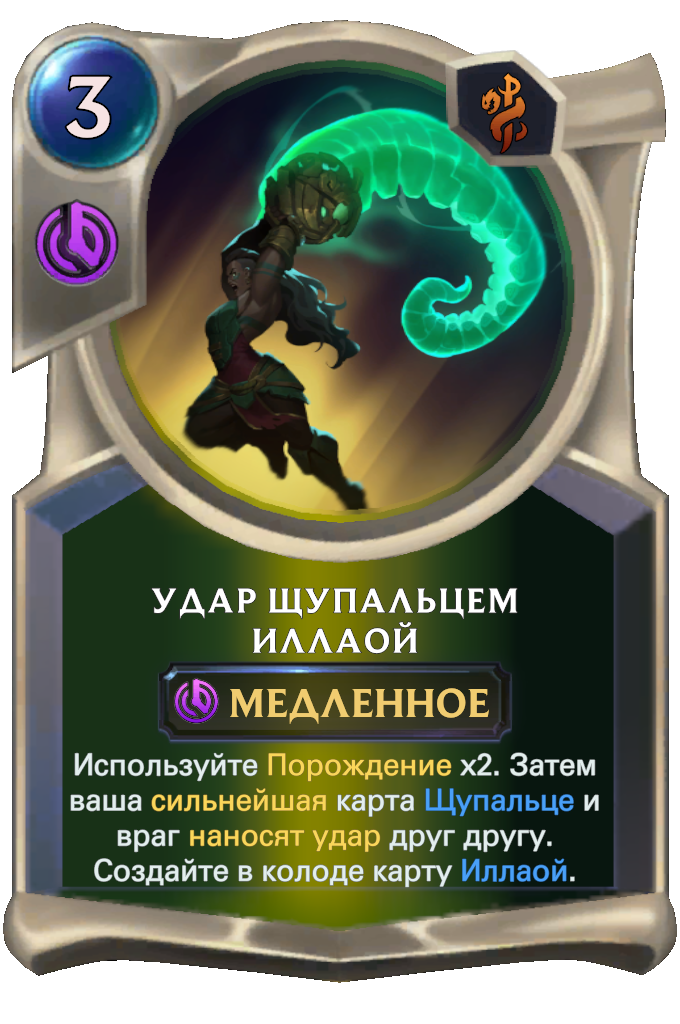 3
УДАР ЩУПАЛЬЦЕМ
ИЛЛАОЙ
МЕДЛЕННОЕ
Используйте Порождение x2. Затем
ваша сильнейшая карта Щупальце и
враг наносят удар друг другу.
Создайте в колоде карту Иллаой.